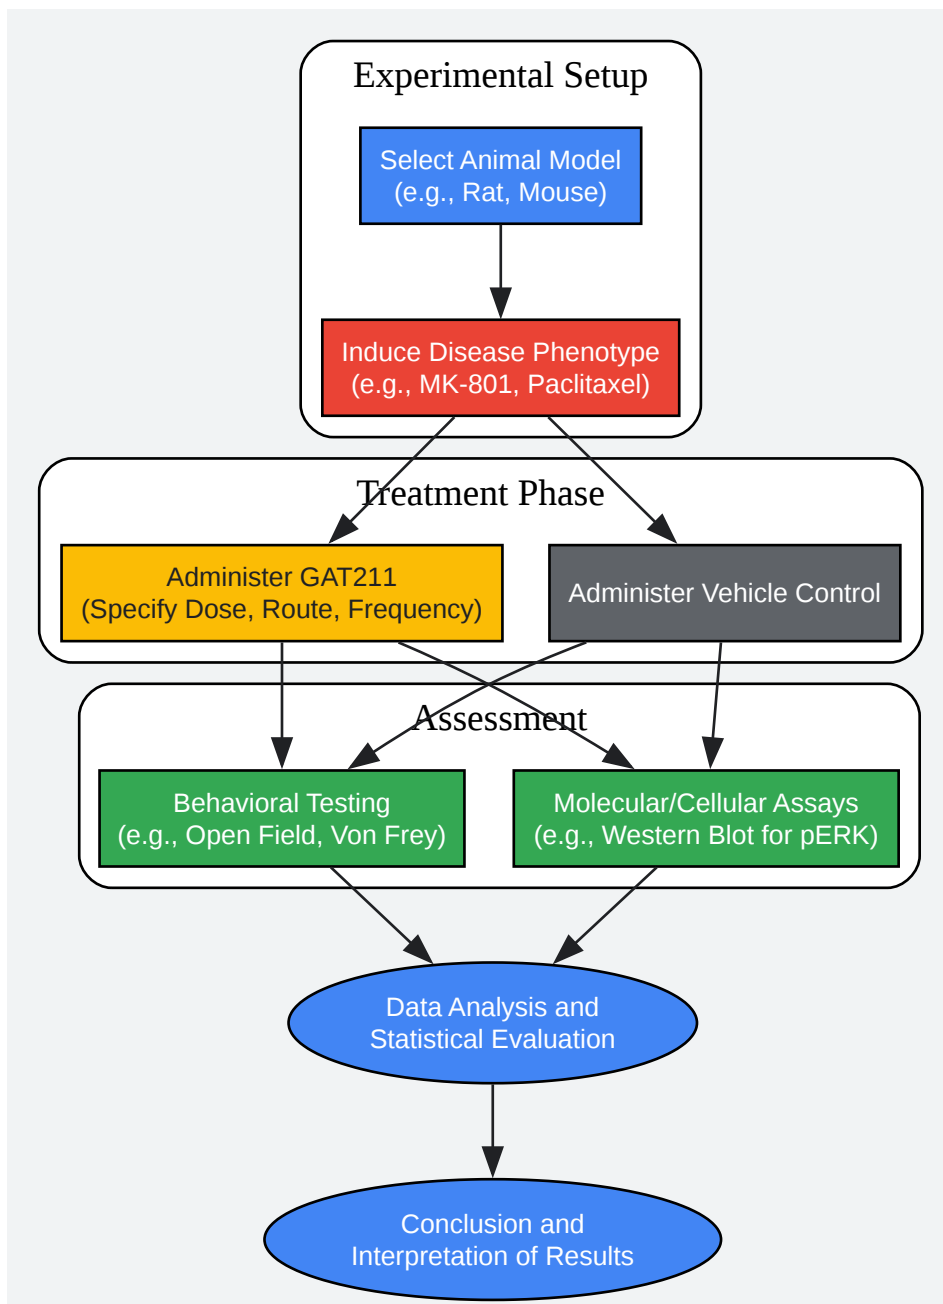 Experimental Setup
Select Animal Model
(e.g., Rat, Mouse)
Induce Disease Phenotype
(e.g., MK-801, Paclitaxel)
Treatment Phase
Administer GAT211
(Specify Dose, Route, Frequency)
Administer Vehicle Control
Assessment
Behavioral Testing
(e.g., Open Field, Von Frey)
Molecular/Cellular Assays
(e.g., Western Blot for pERK)
Data Analysis and
Statistical Evaluation
Conclusion and
Interpretation of Results